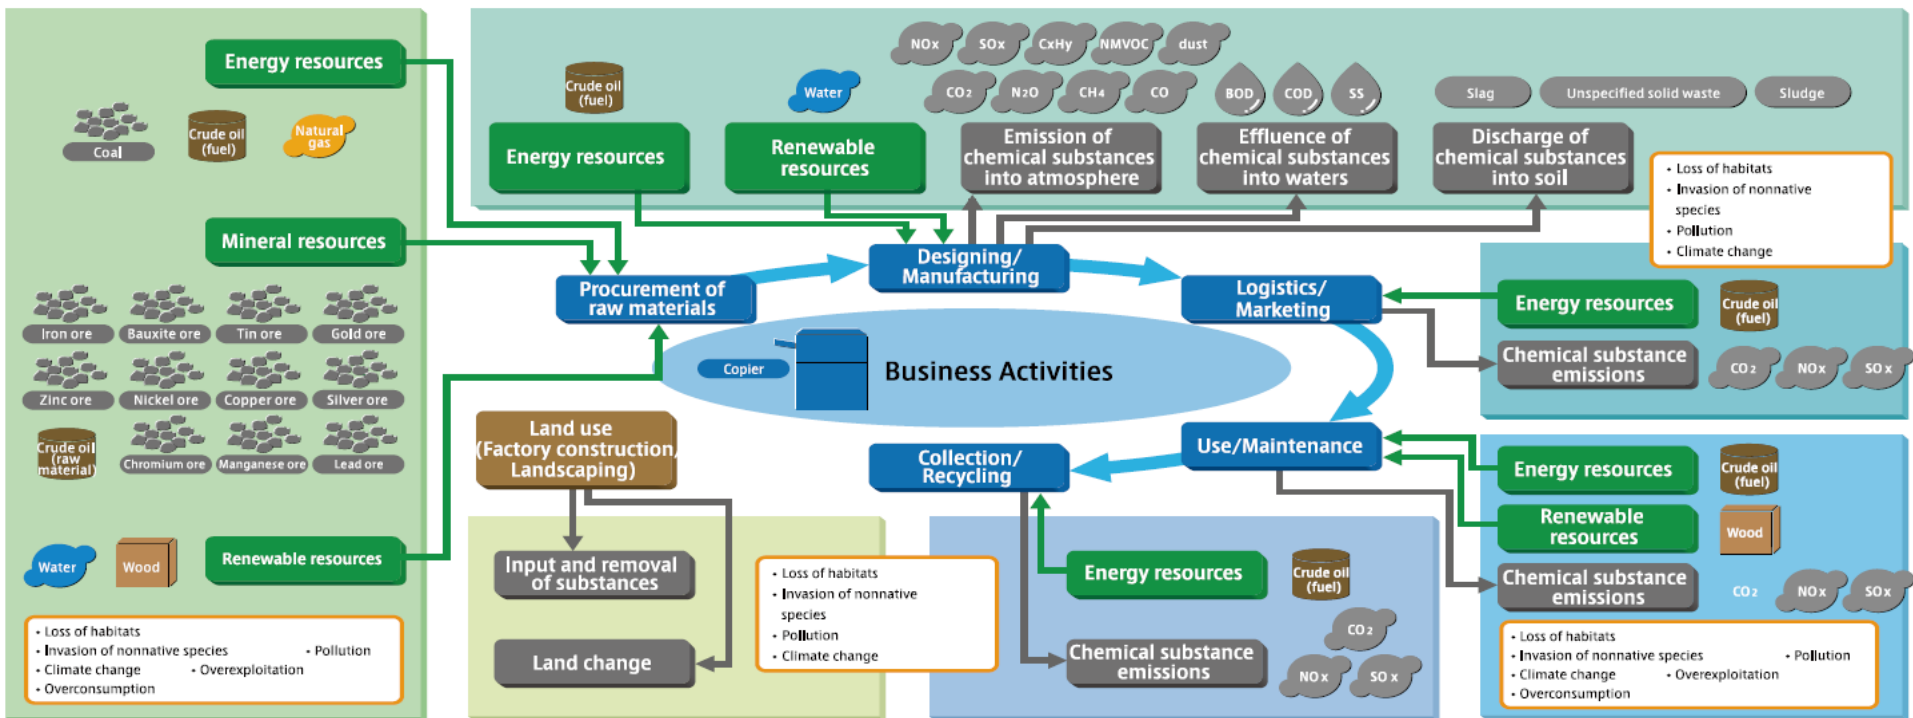 Energy resources
Coal
Crude oil
(fuel)
Natural
gas
Mineral resources
Iron ore
Bauxite ore
Tin ore
Gold ore
Zinc ore
Nickel ore
Copper ore
Silver ore
Crude oil
(raw
material)
Chromium ore
Manganese ore
Lead ore
Water
Wood
Renewable resources
• Loss of habitats
• Invasion of nonnative species
• Pollution
• Climate change
• Overexploitation
• Overconsumption
Crude oil
(fuel)
Energy resources
Water
Renewable
resources
NOx
SOx
CxHy
NMVOC
dust
CO2
N2O
CH4
CO
Emission of
chemical substances
into atmosphere
BOD
COD
SS
Effluence of
chemical substances
into waters
Slag
Unspecified solid waste
Sludge
Discharge of
chemical substances
into soil
• Loss of habitats
• Invasion of nonnative
species
• Pollution
• Climate change
Procurement of
raw materials
Designing/
Manufacturing
Logistics/
Marketing
Energy resources
Crude oil
(fuel)
Chemical substance
emissions
CO2
NOx
SOx
Copier
Business Activities
Use/Maintenance
Collection/
Recycling
Energy resources
Crude oil
(fuel)
Renewable
resources
Wood
Chemical substance
emissions
CO2
NOx
SOx
• Loss of habitats
• Invasion of nonnative species
• Pollution
• Climate change
• Overexploitation
• Overconsumption
Land use
(Factory construction,
Landscaping)
Input and removal
of substances
Land change
• Loss of habitats
• Invasion of nonnative
species
• Pollution
• Climate change
Energy resources
Crude oil
(fuel)
Chemical substance
emissions
CO2
NOx
SOx